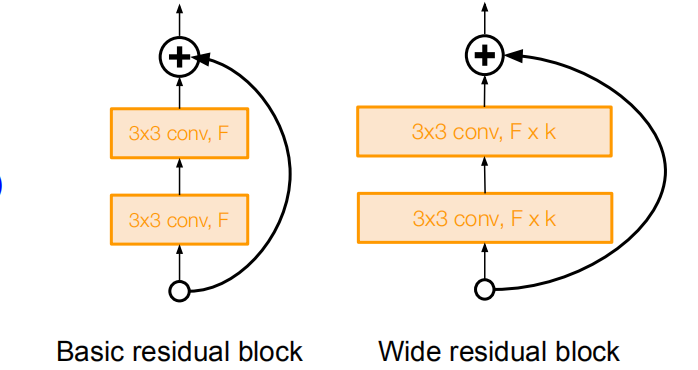 3x3 conv, F
3x3 conv, F
Basic residual block
3x3 conv, F x k
3x3 conv, F x k
Wide residual block